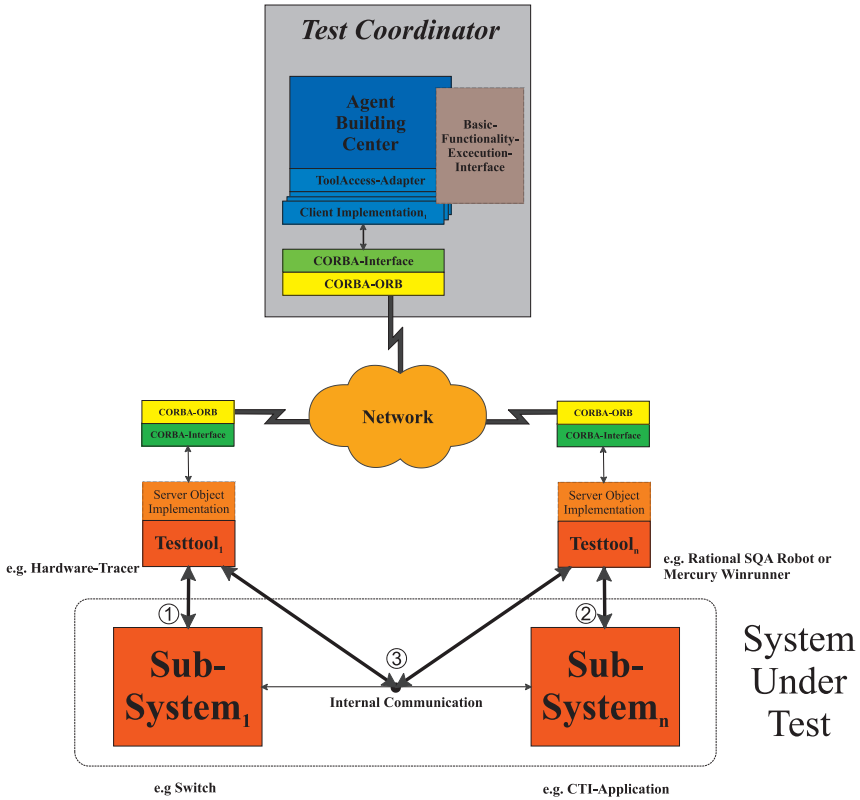 Test Coordinator
Agent
Building
Center
Basic-
Functionality-
Excecution-
Interface
ToolAccess-Adapter
Client Implementation₁
CORBA-Interface
CORBA-ORB
Network
CORBA-ORB
CORBA-Interface
CORBA-ORB
CORBA-Interface
Server Object
Implementation
Testtool₁
Server Object
Implementation
Testtoolₙ
e.g. Hardware-Tracer
e.g. Rational SQA Robot or
Mercury Winrunner
①
②
③
Sub-
System₁
Internal Communication
Sub-
Systemₙ
System
Under
Test
e.g Switch
e.g. CTI-Application